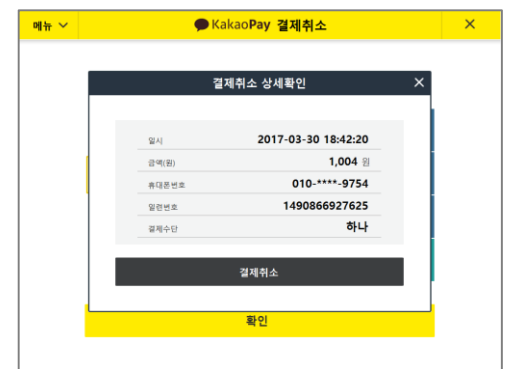 메뉴 KakaoPay 결제취소
결제취소 상세확인
일시 2017-03-30 18:42:20
금액(원) 1,004 원
휴대폰번호 010-****-9754
일련번호 1490866927625
결제수단 하나
결제취소
확인